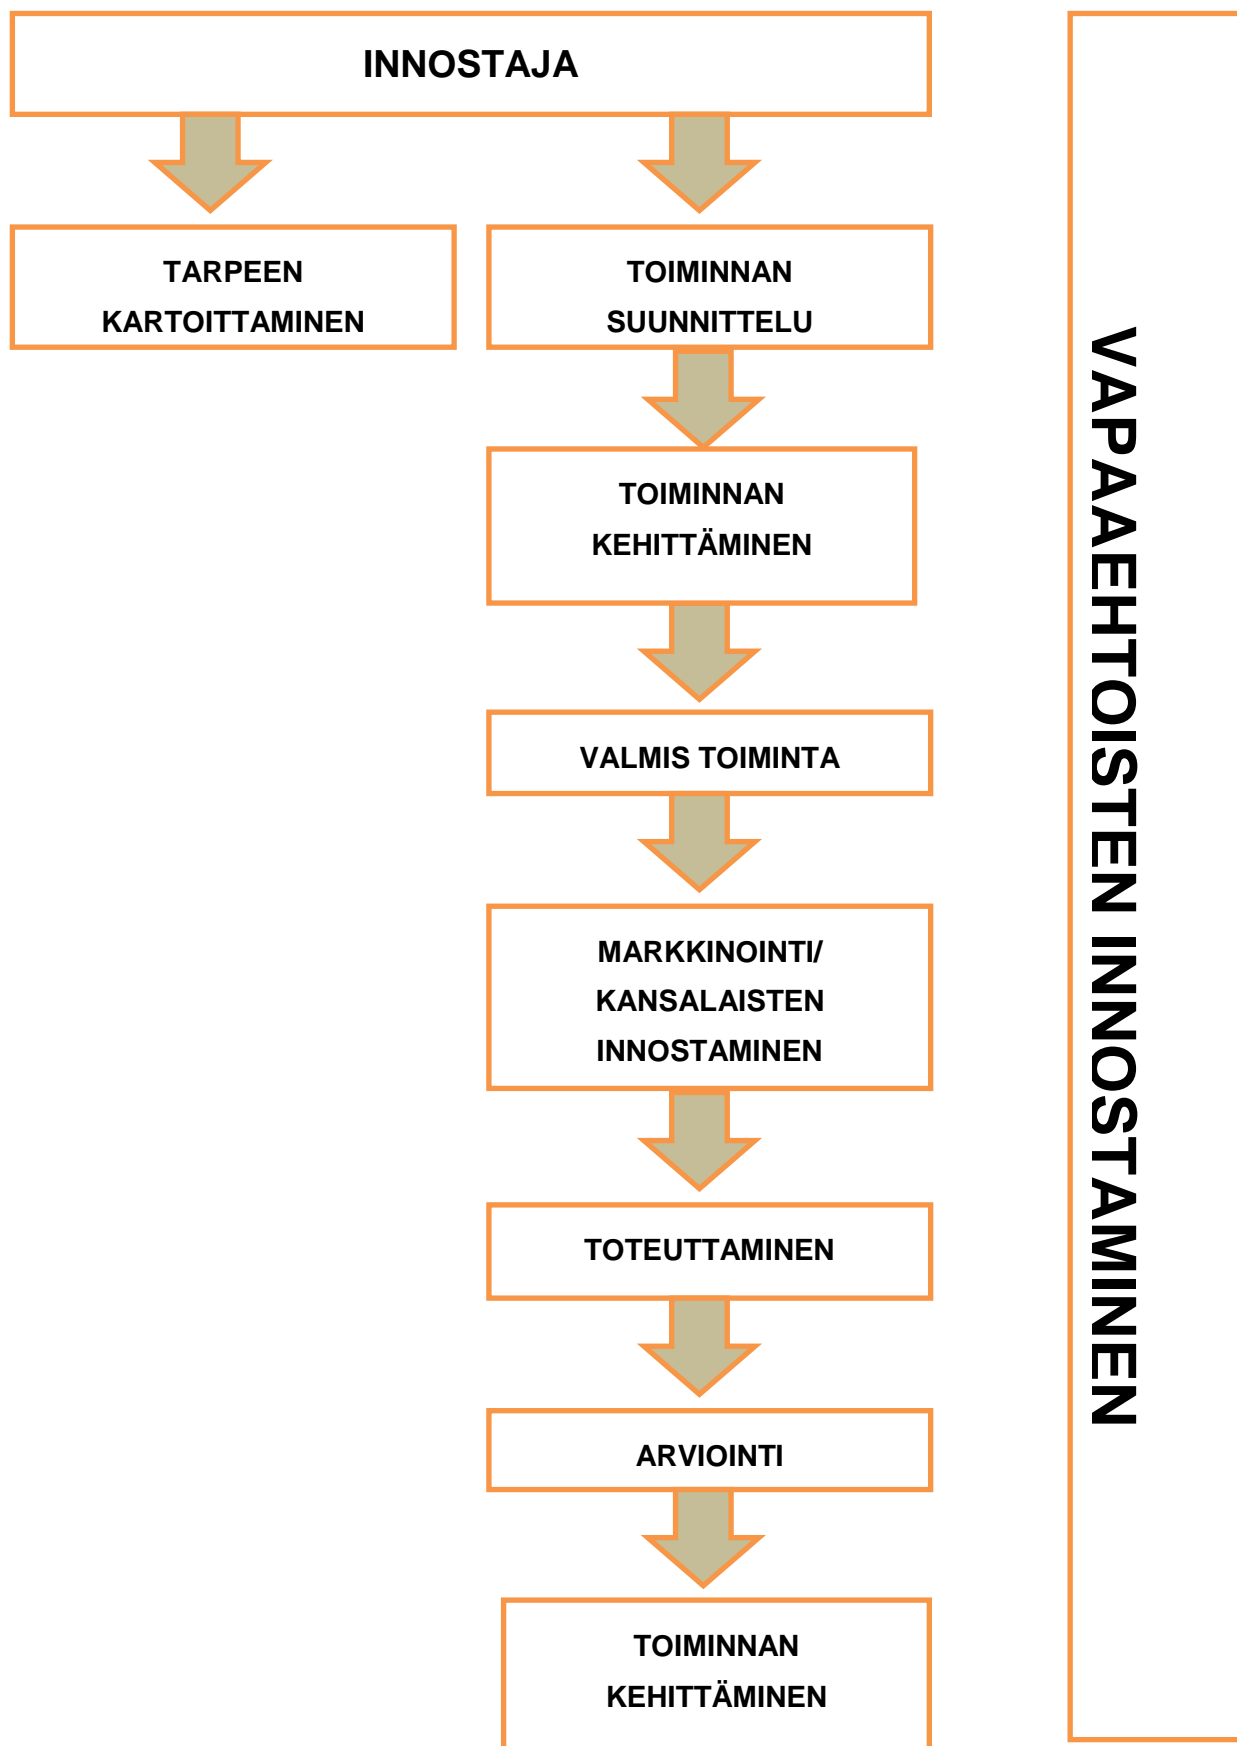 INNOSTAJA
TARPEEN
KARTOITTAMINEN
TOIMINNAN
SUUNNITTELU
TOIMINNAN
KEHITTÄMINEN
VALMIS TOIMINTA
MARKKINOINTI/
KANSALAISTEN
INNOSTAMINEN
TOTEUTTAMINEN
ARVIOINTI
TOIMINNAN
KEHITTÄMINEN
VAPAAEHTOISTEN INNOSTAMINEN